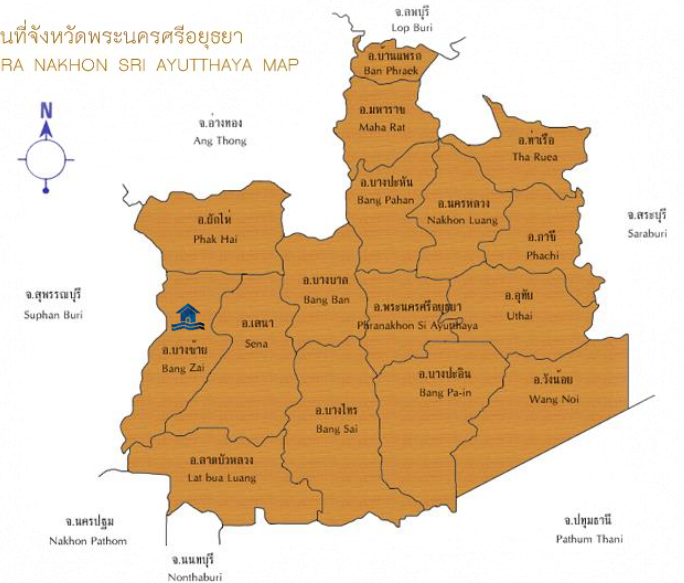 นที่จังหวัดพระนครศรีอยุธยา
RA NAKHON SRI AYUTTHAYA MAP
จ.ลพบุรี
Lop Buri
อ.บ้านแพรก
Ban Phraek
N
อ.มหาราช
Maha Rat
จ.อ่างทอง
Ang Thong
อ.ท่าเรือ
Tha Ruea
อ.บางปะหัน
Bang Pahan
อ.นครหลวง
Nakhon Luang
อ.ผักไห่
Phak Hai
จ.สระบุรี
Saraburi
อ.ภาชี
Phachi
อ.บางบาล
Bang Ban
จ.สุพรรณบุรี
Suphan Buri
อ.อุทัย
Uthai
อ.พระนครศรีอยุธยา
Phranakhon Si Ayutthaya
อ.เสนา
Sena
อ.บางซ้าย
Bang Zai
อ.บางปะอิน
Bang Pa-in
อ.วังน้อย
Wang Noi
อ.บางไทร
Bang Sai
อ.ลาดบัวหลวง
Lat bua Luang
จ.นครปฐม
Nakhon Pathom
จ.ปทุมธานี
Pathum Thani
จ.นนทบุรี
Nonthaburi